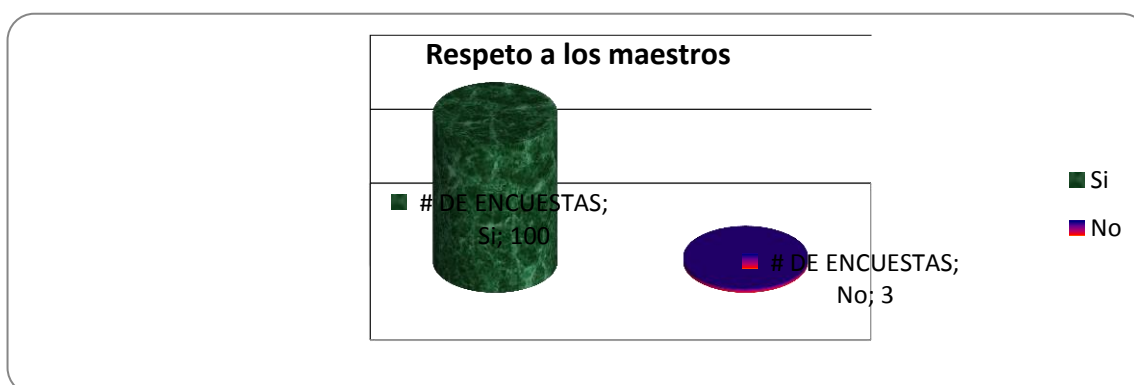 Respeto a los maestros
# DE ENCUESTAS;
Si; 100
# DE ENCUESTAS;
No; 3
Si
No